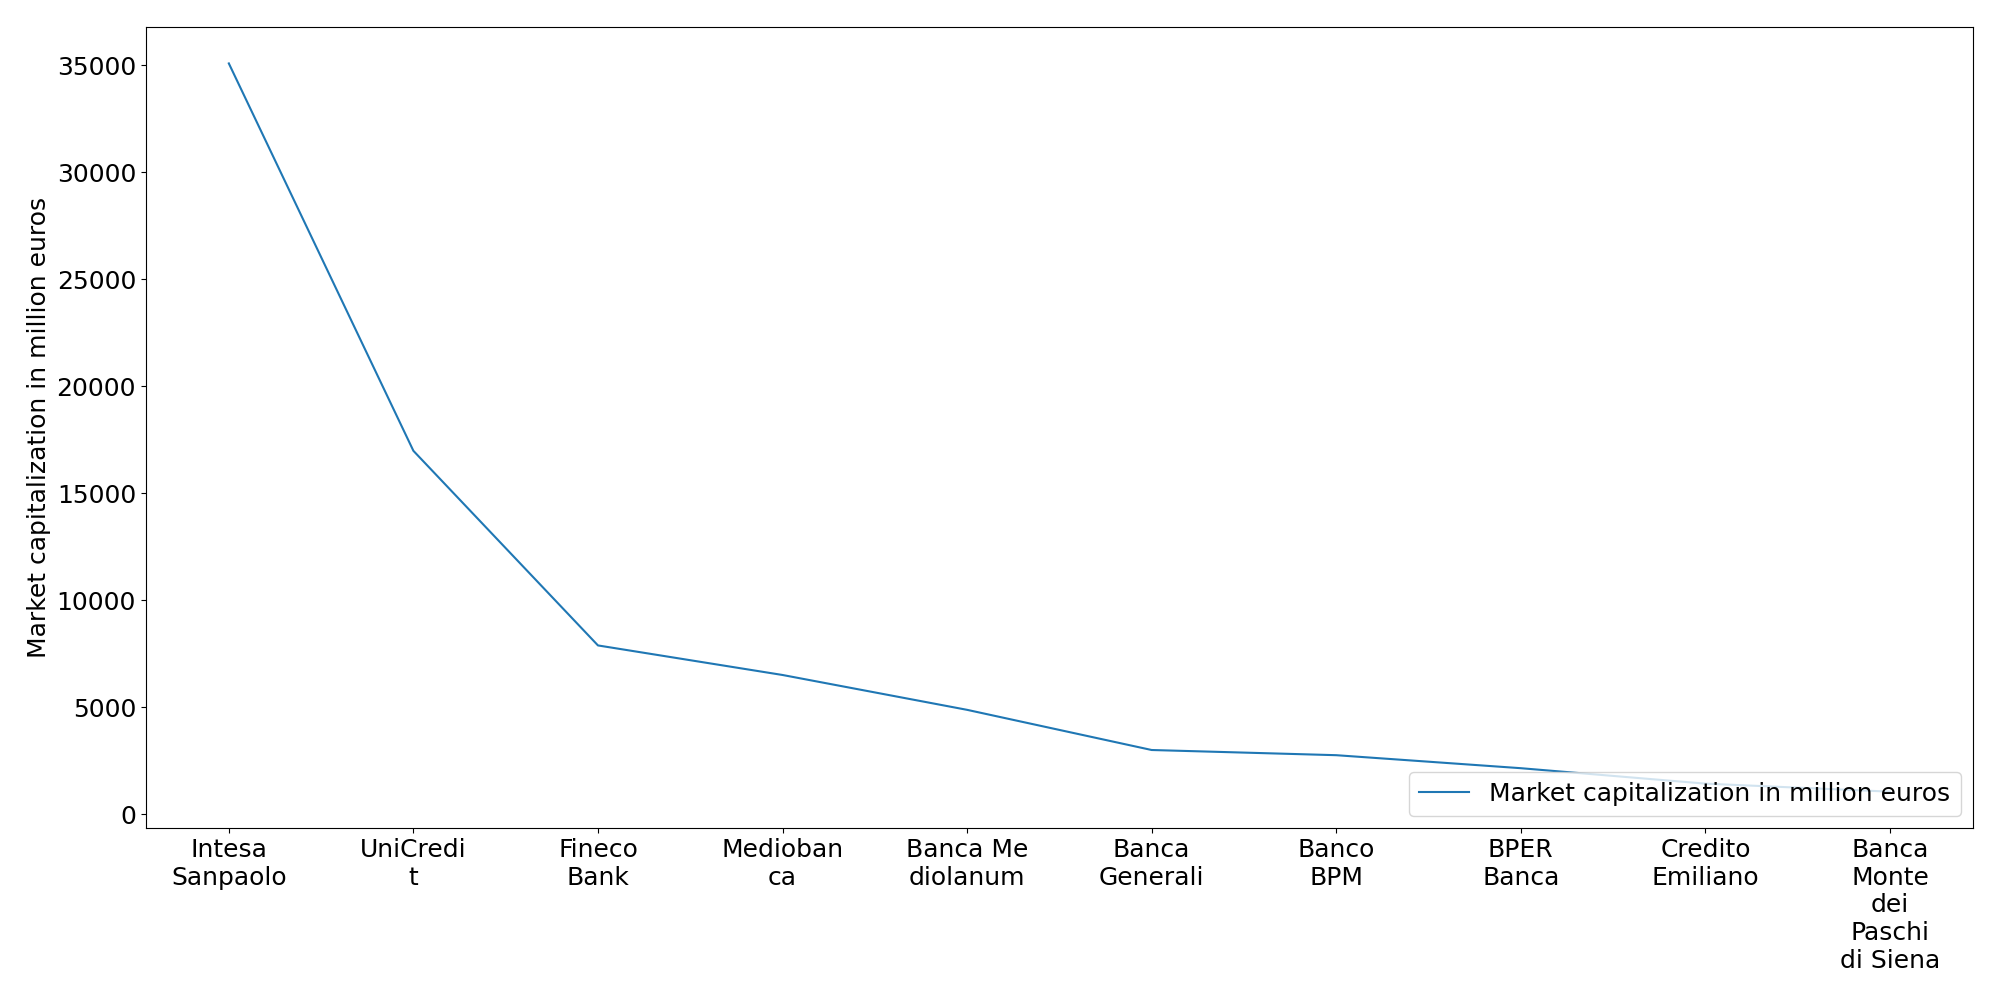 Market capitalization in million euros
35000
30000
25000
20000
15000
10000
5000
0
Market capitalization in million euros
Intesa
Sanpaolo
UniCredi
t
Fineco
Bank
Medioban
ca
Banca Me
diolanum
Banca
Generali
Banco
BPM
BPER
Banca
Credito
Emiliano
Banca
Monte
dei
Paschi
di Siena